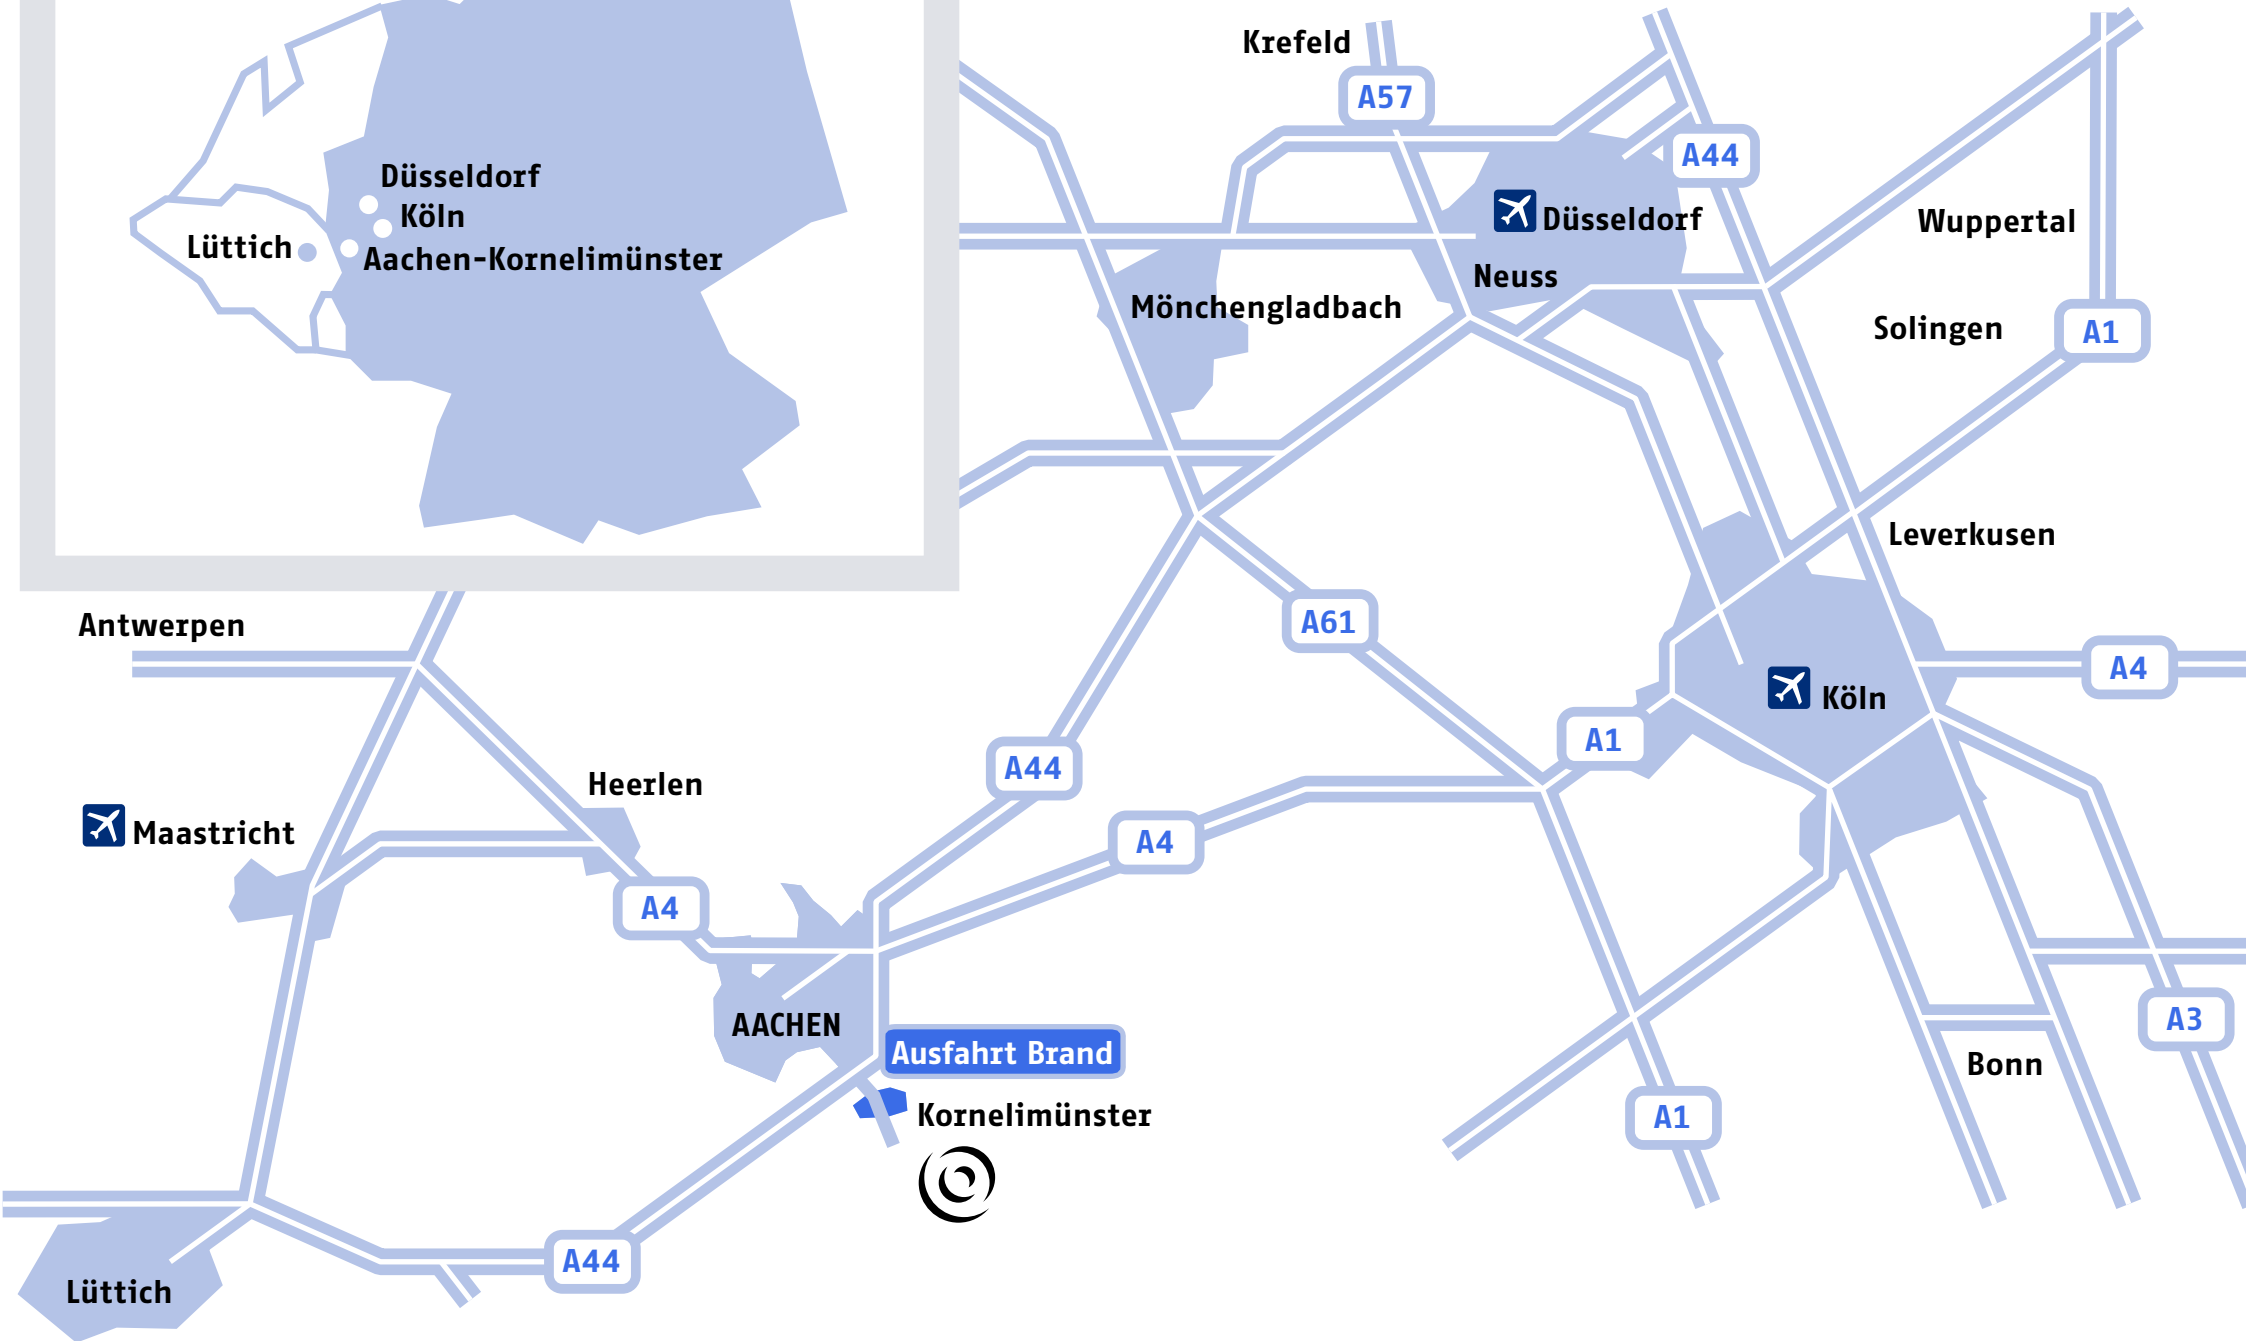 Düsseldorf
Köln
Lüttich
Aachen-Kornelimünster
Krefeld
A57
A44
Düsseldorf
Wuppertal
Neuss
Mönchengladbach
Solingen
A1
Leverkusen
Antwerpen
A61
A4
Köln
A1
A44
Heerlen
Maastricht
A4
A4
AACHEN
Ausfahrt Brand
A3
Bonn
Kornelimünster
A1
A44
Lüttich